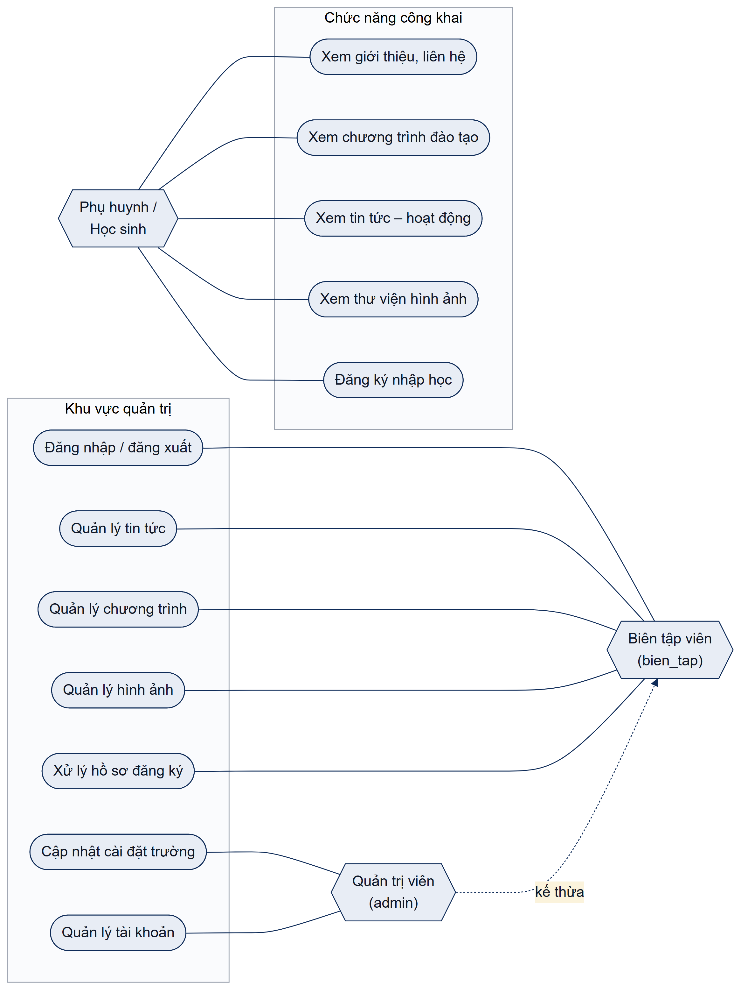 Chức năng công khai
Xem giới thiệu, liên hệ
Xem chương trình đào tạo
Phụ huynh /
Học sinh
Xem tin tức – hoạt động
Xem thư viện hình ảnh
Đăng ký nhập học
Khu vực quản trị
Đăng nhập / đăng xuất
Quản lý tin tức
Quản lý chương trình
Biên tập viên
(bien_tap)
Quản lý hình ảnh
Xử lý hồ sơ đăng ký
Cập nhật cài đặt trường
Quản trị viên
(admin)
kế thừa
Quản lý tài khoản